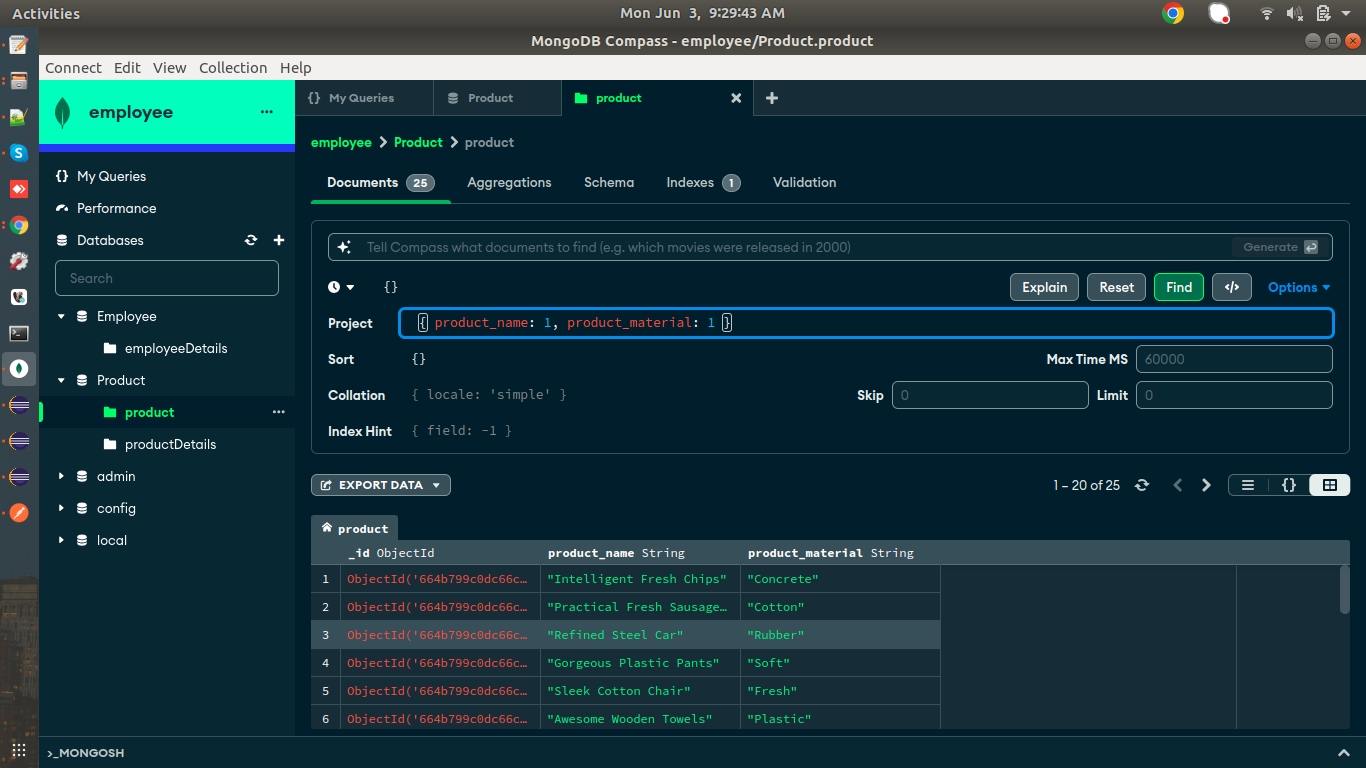 Activities
Mon Jun 3, 9:29:43 AM
MongoDB Compass - employee/Product.product
Connect Edit View Collection Help
employee ...
{} My Queries
Product
product
employee > Product > product
{} My Queries
Performance
Databases
Search
Employee
employeeDetails
Product
product ...
productDetails
admin
config
local
Documents 25 Aggregations Schema Indexes 1 Validation
Tell Compass what documents to find (e.g. which movies were released in 2000) Generate
{} Explain Reset Find </> Options
Project { product_name: 1, product_material: 1 }
Sort {} Max Time MS 60000
Collation { locale: 'simple' } Skip 0 Limit 0
Index Hint { field: -1 }
EXPORT DATA 1 – 20 of 25 {}
product
_id ObjectId product_name String product_material String
1 ObjectId('664b799c0dc66c… "Intelligent Fresh Chips" "Concrete"
2 ObjectId('664b799c0dc66c… "Practical Fresh Sausage… "Cotton"
3 ObjectId('664b799c0dc66c… "Refined Steel Car" "Rubber"
4 ObjectId('664b799c0dc66c… "Gorgeous Plastic Pants" "Soft"
5 ObjectId('664b799c0dc66c… "Sleek Cotton Chair" "Fresh"
6 ObjectId('664b799c0dc66c… "Awesome Wooden Towels" "Plastic"
>_MONGOSH